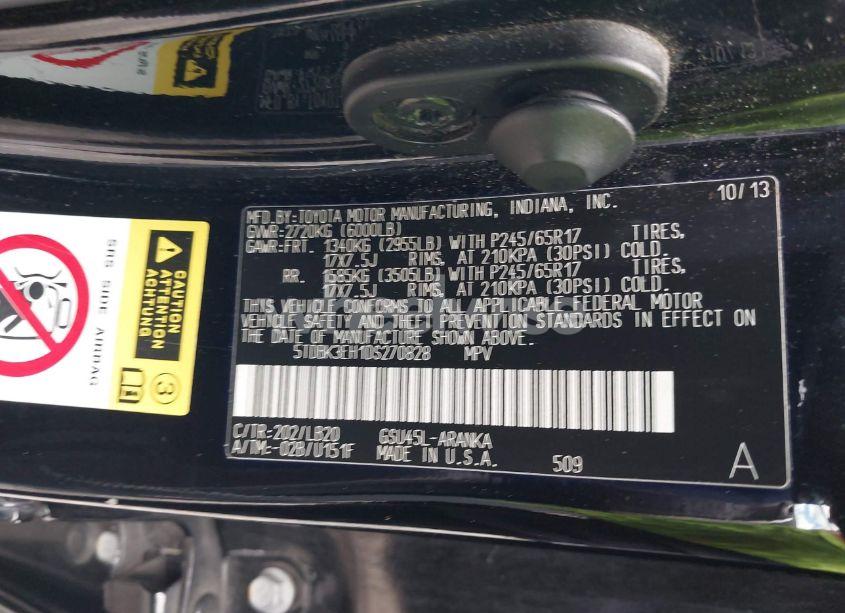 10/13
MFD.BY:TOYOTA MOTOR MANUFACTURING, INDIANA, INC.
GVWR:2720KG (6000LB)
GAWR:FRT. 1340KG (2955LB) WITH P245/65R17 TIRES,
17X7.5J RIMS, AT 210KPA (30PSI) COLD.
RR. 1585KG (3505LB) WITH P245/65R17 TIRES,
17X7.5J RIMS, AT 210KPA (30PSI) COLD.
THIS VEHICLE CONFORMS TO ALL APPLICABLE FEDERAL MOTOR
VEHICLE SAFETY AND THEFT PREVENTION STANDARDS IN EFFECT ON
THE DATE OF MANUFACTURE SHOWN ABOVE.
5TDBK3EH1DS270828 MPV
C/TR:202/LB20 GSU45L-ARANKA
A/TM:-02B/U151F MADE IN U.S.A.
509
A
SRS SIDE AIRBAG
CAUTION
ATTENTION
ACHTUNG
3